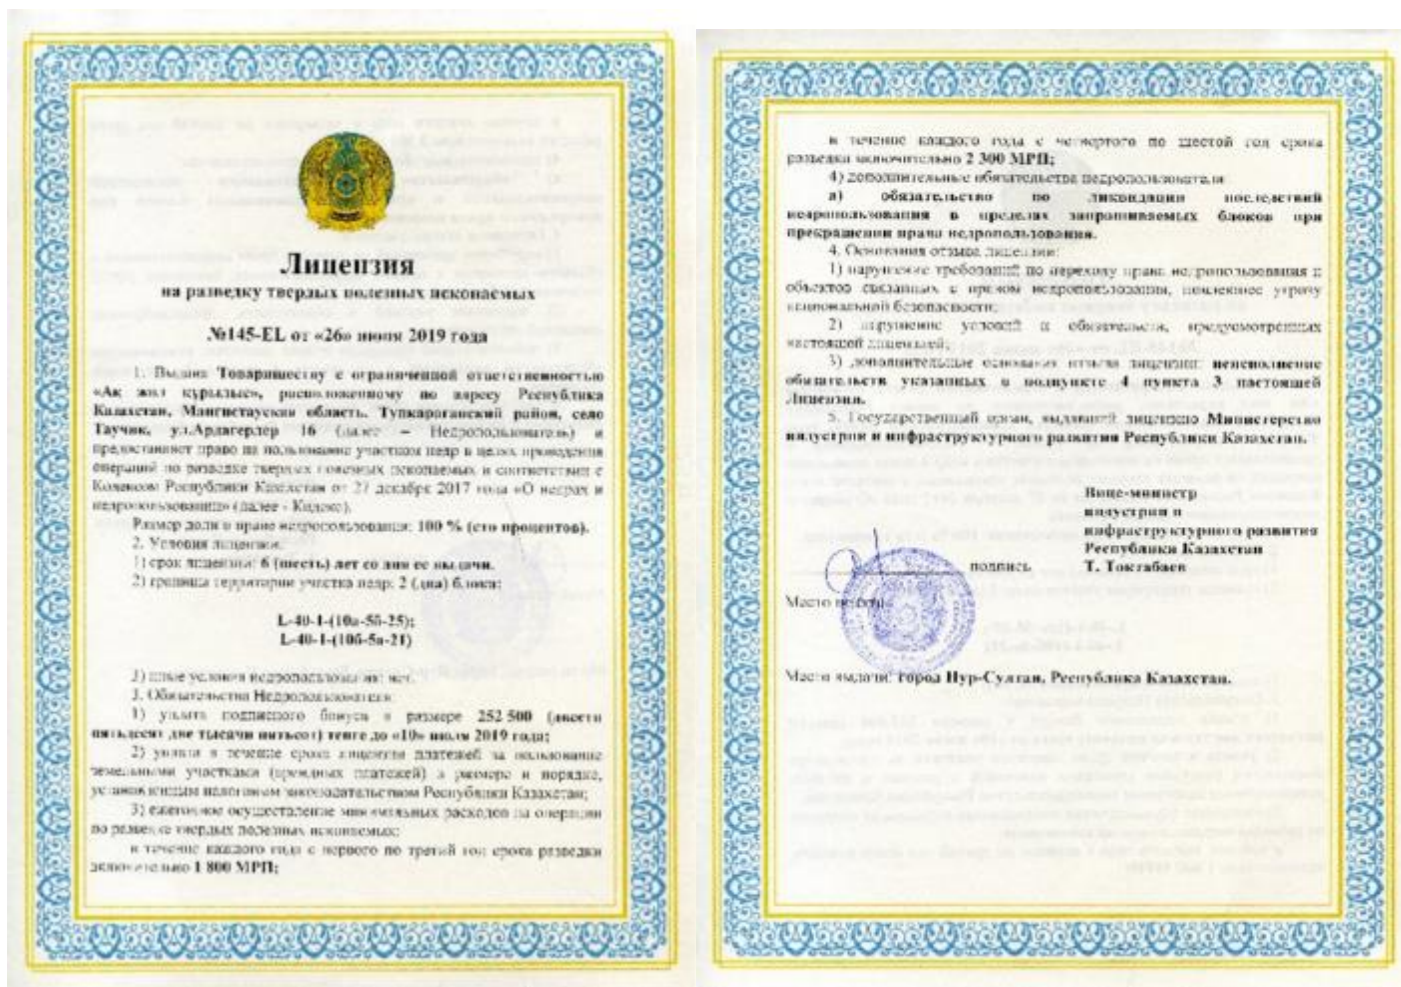 Лицензия
на разведку твердых полезных ископаемых
№145-EL от «26» июня 2019 года
1. Выдана Товариществу с ограниченной ответственностью
«Ак жол курылыс», расположенному по адресу Республика
Казахстан, Мангистауская область, Тупкараганский район, село
Таучик, ул.Ардагерлер 16 (далее – Недропользователь) и
предоставляет право на пользование участком недр в целях проведения
операций по разведке твердых полезных ископаемых в соответствии с
Кодексом Республики Казахстан от 27 декабря 2017 года «О недрах и
недропользовании» (далее - Кодекс).
Размер доли в праве недропользования: 100 % (сто процентов).
2. Условия лицензии:
1) срок лицензии: 6 (шесть) лет со дня ее выдачи.
2) граница территории участка недр: 2 (два) блока:
L-40-1-(10а-5б-25);
L-40-1-(10б-5а-21)
3) иные условия недропользования: нет.
3. Обязательства Недропользователя:
1) уплата подписного бонуса в размере 252 500 (двести
пятьдесят две тысячи пятьсот) тенге до «10» июля 2019 года;
2) уплата в течение срока лицензии платежей за пользование
земельными участками (арендных платежей) в размере и порядке,
установленным налоговым законодательством Республики Казахстан;
3) ежегодное осуществление минимальных расходов на операции
по разведке твердых полезных ископаемых:
в течение каждого года с первого по третий год срока разведки
включительно 1 800 МРП;
в течение каждого года с четвертого по шестой год срока
разведки включительно 2 300 МРП;
4) дополнительные обязательства недропользователя
а) обязательство по ликвидации последствий
недропользования в пределах запрашиваемых блоков при
прекращении права недропользования.
4. Основания отзыва лицензии:
1) нарушение требований по переходу права недропользования и
объектов связанных с правом недропользования, повлекшее угрозу
национальной безопасности;
2) нарушение условий и обязательств, предусмотренных
настоящей лицензией;
3) дополнительные основания отзыва лицензии: неисполнение
обязательств указанных в подпункте 4 пункта 3 настоящей
Лицензии.
5. Государственный орган, выдавший лицензию Министерство
индустрии и инфраструктурного развития Республики Казахстан.
Вице-министр
индустрии и
инфраструктурного развития
Республики Казахстан
подпись Т. Токтабаев
Место печати
Место выдачи: город Нур-Султан, Республика Казахстан.